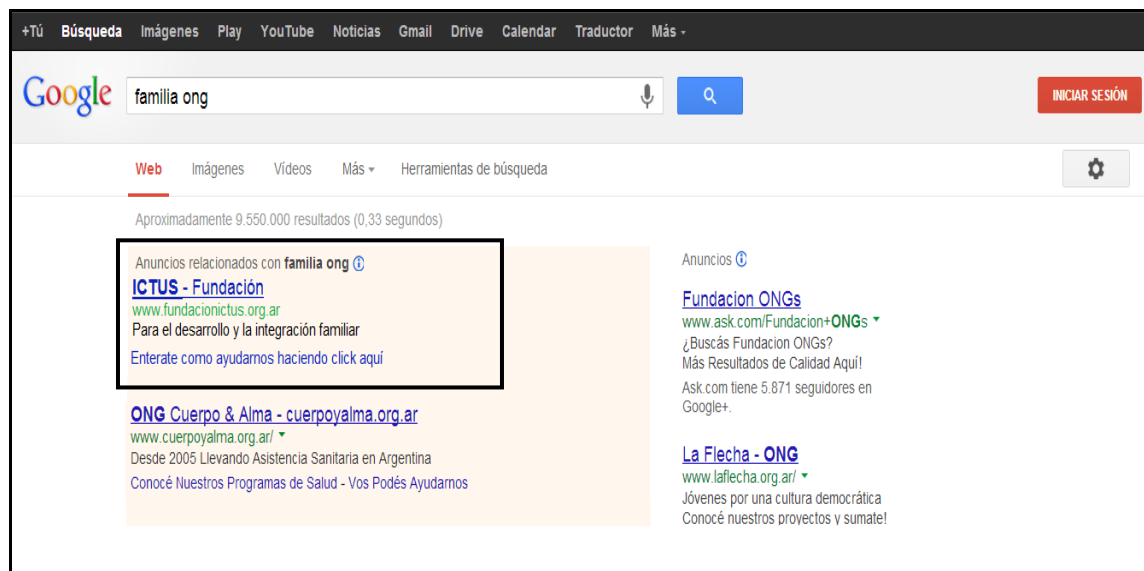 +Tú Búsqueda Imágenes Play YouTube Noticias Gmail Drive Calendar Traductor Más
Google familia ong INICIAR SESIÓN
Web Imágenes Vídeos Más Herramientas de búsqueda
Aproximadamente 9.550.000 resultados (0,33 segundos)
Anuncios relacionados con familia ong
ICTUS - Fundación
www.fundacionictus.org.ar
Para el desarrollo y la integración familiar
Enterate como ayudarnos haciendo click aquí
ONG Cuerpo & Alma - cuerpoyalma.org.ar
www.cuerpoyalma.org.ar/
Desde 2005 Llevando Asistencia Sanitaria en Argentina
Conocé Nuestros Programas de Salud - Vos Podés Ayudarnos
Anuncios
Fundacion ONGs
www.ask.com/Fundacion+ONGs
¿Buscás Fundacion ONGs?
Más Resultados de Calidad Aquí!
Ask.com tiene 5.871 seguidores en
Google+.
La Flecha - ONG
www.laflecha.org.ar/
Jóvenes por una cultura democrática
Conocé nuestros proyectos y sumate!